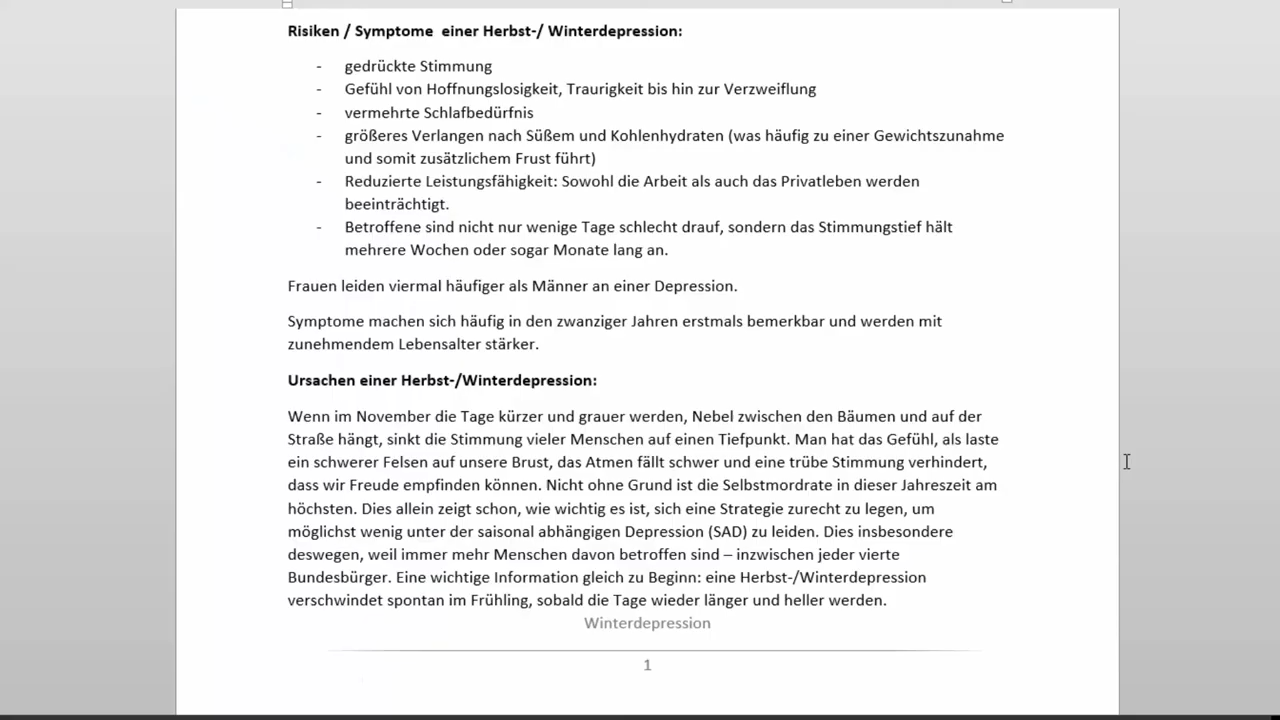 Risiken / Symptome  einer Herbst-/ Winterdepression:
- gedrückte Stimmung
- Gefühl von Hoffnungslosigkeit, Traurigkeit bis hin zur Verzweiflung
- vermehrte Schlafbedürfnis
- größeres Verlangen nach Süßem und Kohlenhydraten (was häufig zu einer Gewichtszunahme
und somit zusätzlichem Frust führt)
- Reduzierte Leistungsfähigkeit: Sowohl die Arbeit als auch das Privatleben werden
beeinträchtigt.
- Betroffene sind nicht nur wenige Tage schlecht drauf, sondern das Stimmungstief hält
mehrere Wochen oder sogar Monate lang an.
Frauen leiden viermal häufiger als Männer an einer Depression.
Symptome machen sich häufig in den zwanziger Jahren erstmals bemerkbar und werden mit
zunehmendem Lebensalter stärker.
Ursachen einer Herbst-/Winterdepression:
Wenn im November die Tage kürzer und grauer werden, Nebel zwischen den Bäumen und auf der
Straße hängt, sinkt die Stimmung vieler Menschen auf einen Tiefpunkt. Man hat das Gefühl, als laste
ein schwerer Felsen auf unsere Brust, das Atmen fällt schwer und eine trübe Stimmung verhindert,
dass wir Freude empfinden können. Nicht ohne Grund ist die Selbstmordrate in dieser Jahreszeit am
höchsten. Dies allein zeigt schon, wie wichtig es ist, sich eine Strategie zurecht zu legen, um
möglichst wenig unter der saisonal abhängigen Depression (SAD) zu leiden. Dies insbesondere
deswegen, weil immer mehr Menschen davon betroffen sind – inzwischen jeder vierte
Bundesbürger. Eine wichtige Information gleich zu Beginn: eine Herbst-/Winterdepression
verschwindet spontan im Frühling, sobald die Tage wieder länger und heller werden.
Winterdepression
1